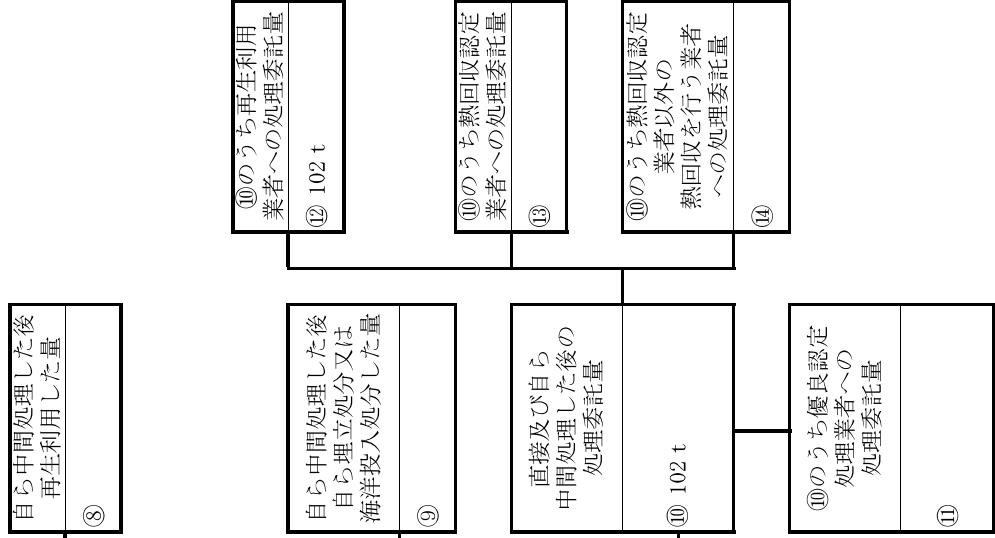 自ら中間処理した後
再生利用した量
⑧
自ら中間処理した後
自ら埋立処分又は
海洋投入処分した量
⑨
直接及び自ら
中間処理した後の
処理委託量
⑩ 102 t
⑩のうち優良認定
処理業者への
処理委託量
⑪
⑩のうち再生利用
業者への処理委託量
⑫ 102 t
⑩のうち熱回収認定
業者への処理委託量
⑬
⑩のうち熱回収認定
業者以外の
熱回収を行う業者
への処理委託量
⑭